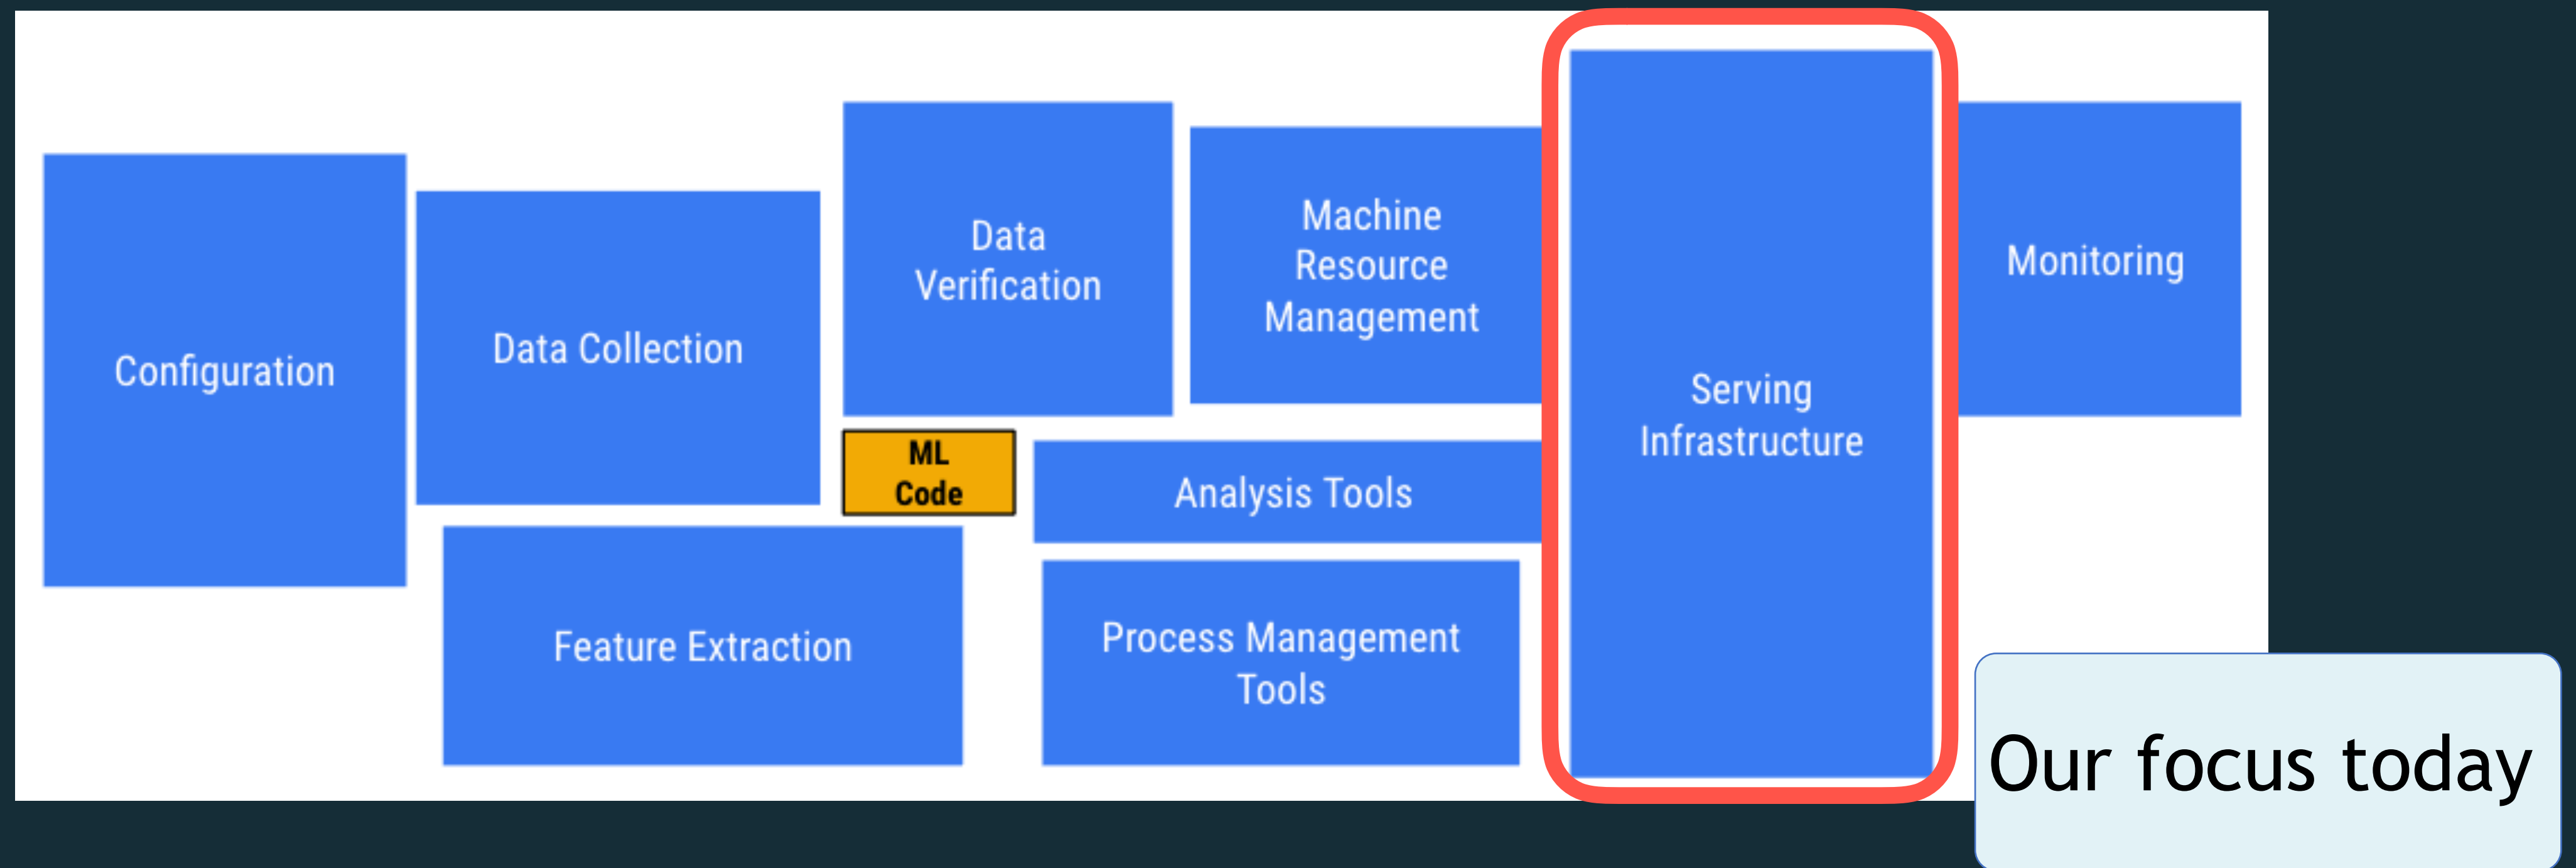 Configuration
Data Collection
Data
Verification
Machine
Resource
Management
ML
Code
Analysis Tools
Feature Extraction
Process Management
Tools
Serving
Infrastructure
Monitoring
Our focus today